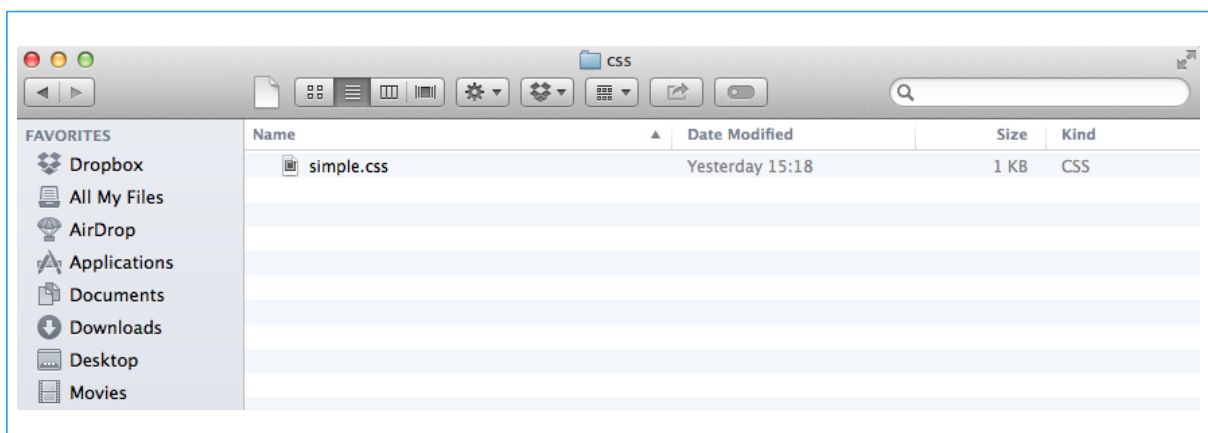 css
FAVORITES
Name Date Modified Size Kind
Dropbox simple.css Yesterday 15:18 1 KB CSS
All My Files
AirDrop
Applications
Documents
Downloads
Desktop
Movies